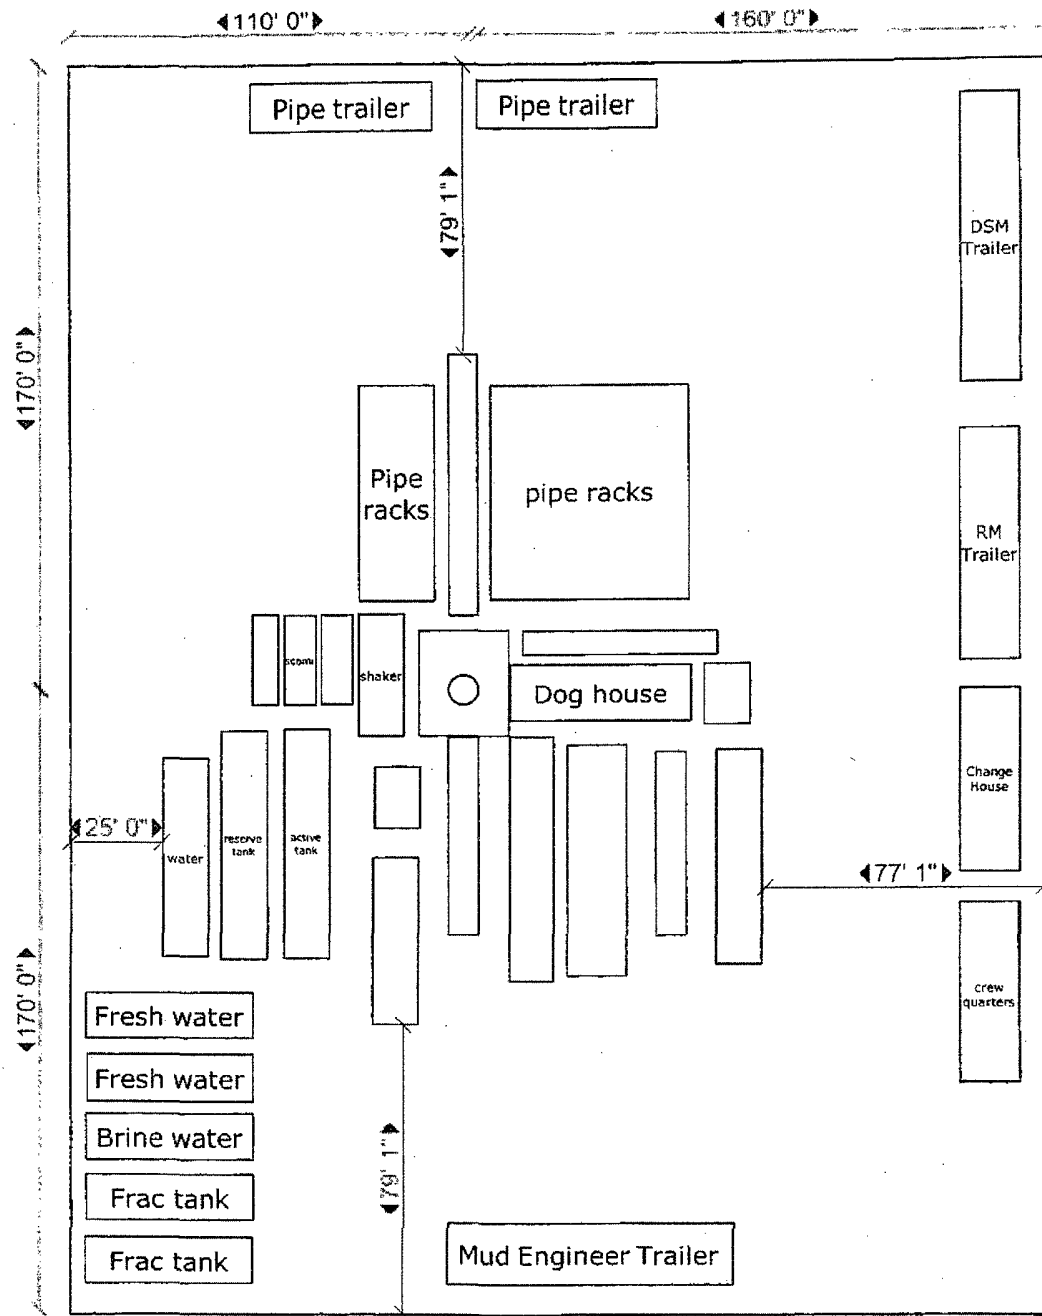 110' 0"
160' 0"
Pipe trailer
Pipe trailer
79' 1"
DSM
Trailer
170' 0"
Pipe
racks
pipe racks
RM
Trailer
scomi
shaker
Dog house
Change
House
25' 0"
water
reserve
tank
active
tank
77' 1"
170' 0"
crew
quarters
Fresh water
Fresh water
Brine water
79' 1"
Frac tank
Frac tank
Mud Engineer Trailer